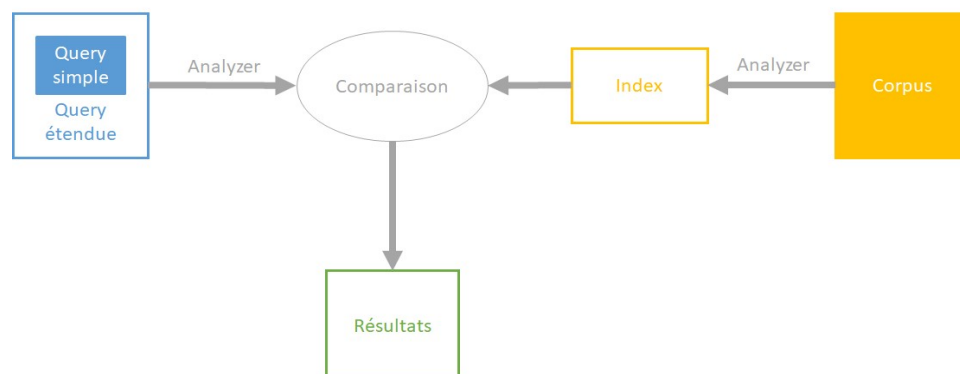 Query
simple
Query
étendue
Analyzer
Comparaison
Index
Analyzer
Corpus
Résultats